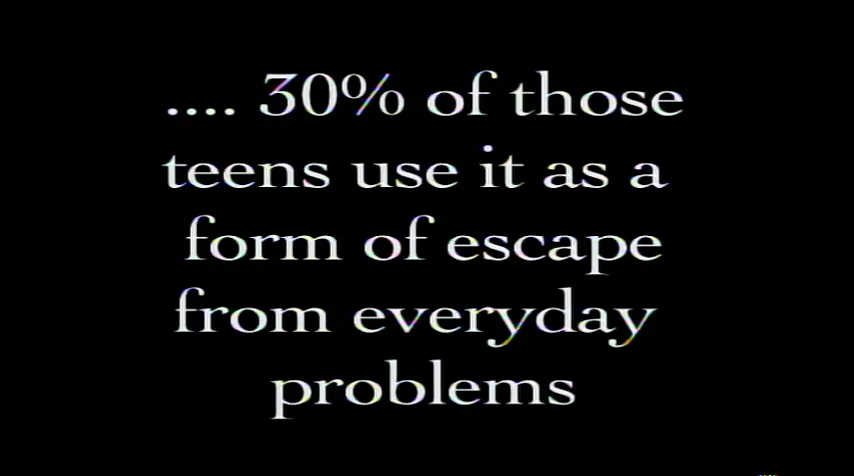 .... 30% of those
teens use it as a
form of escape
from everyday
problems